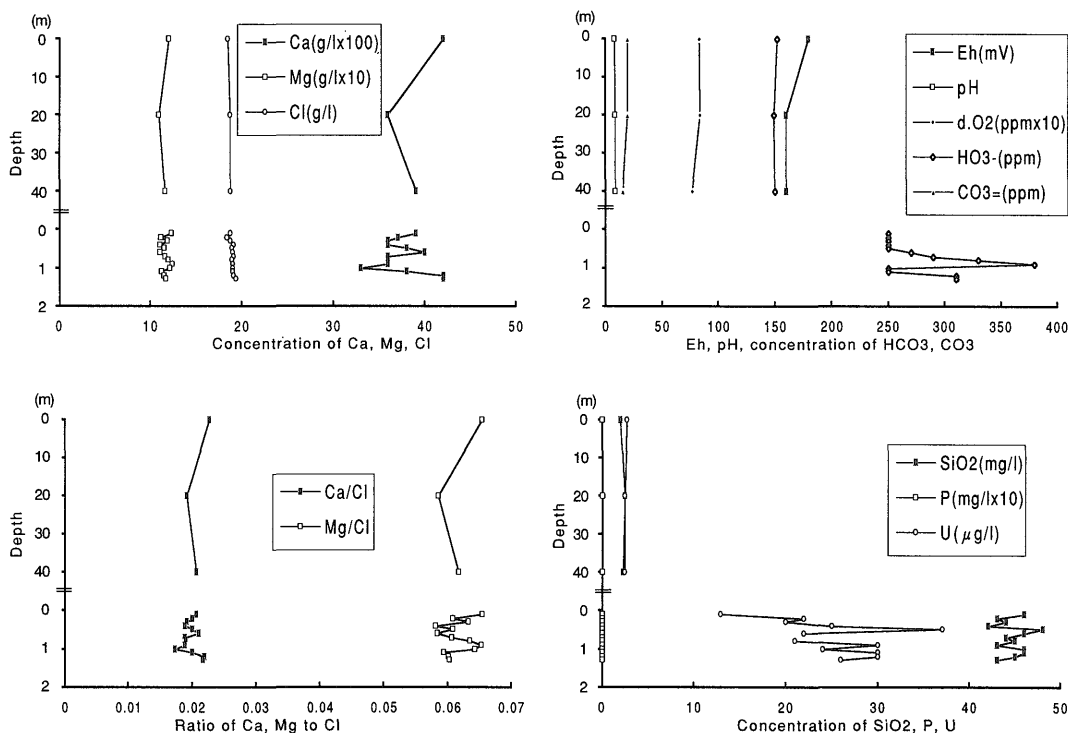 (m)
0
10
20
30
40
0
1
2
Depth
Ca(g/lx100)
Mg(g/lx10)
Cl(g/l)
0 10 20 30 40 50
Concentration of Ca, Mg, Cl
(m)
0
10
20
30
40
0
1
2
Depth
Eh(mV)
pH
d.O2(ppmx10)
HO3-(ppm)
CO3=(ppm)
0 50 100 150 200 250 300 350 400
Eh, pH, concentration of HCO3, CO3
(m)
0
10
20
30
40
0
1
2
Depth
Ca/Cl
Mg/Cl
0 0.01 0.02 0.03 0.04 0.05 0.06 0.07
Ratio of Ca, Mg to Cl
(m)
0
10
20
30
40
0
1
2
Depth
SiO2(mg/l)
P(mg/lx10)
U(μg/l)
0 10 20 30 40 50
Concentration of SiO2, P, U